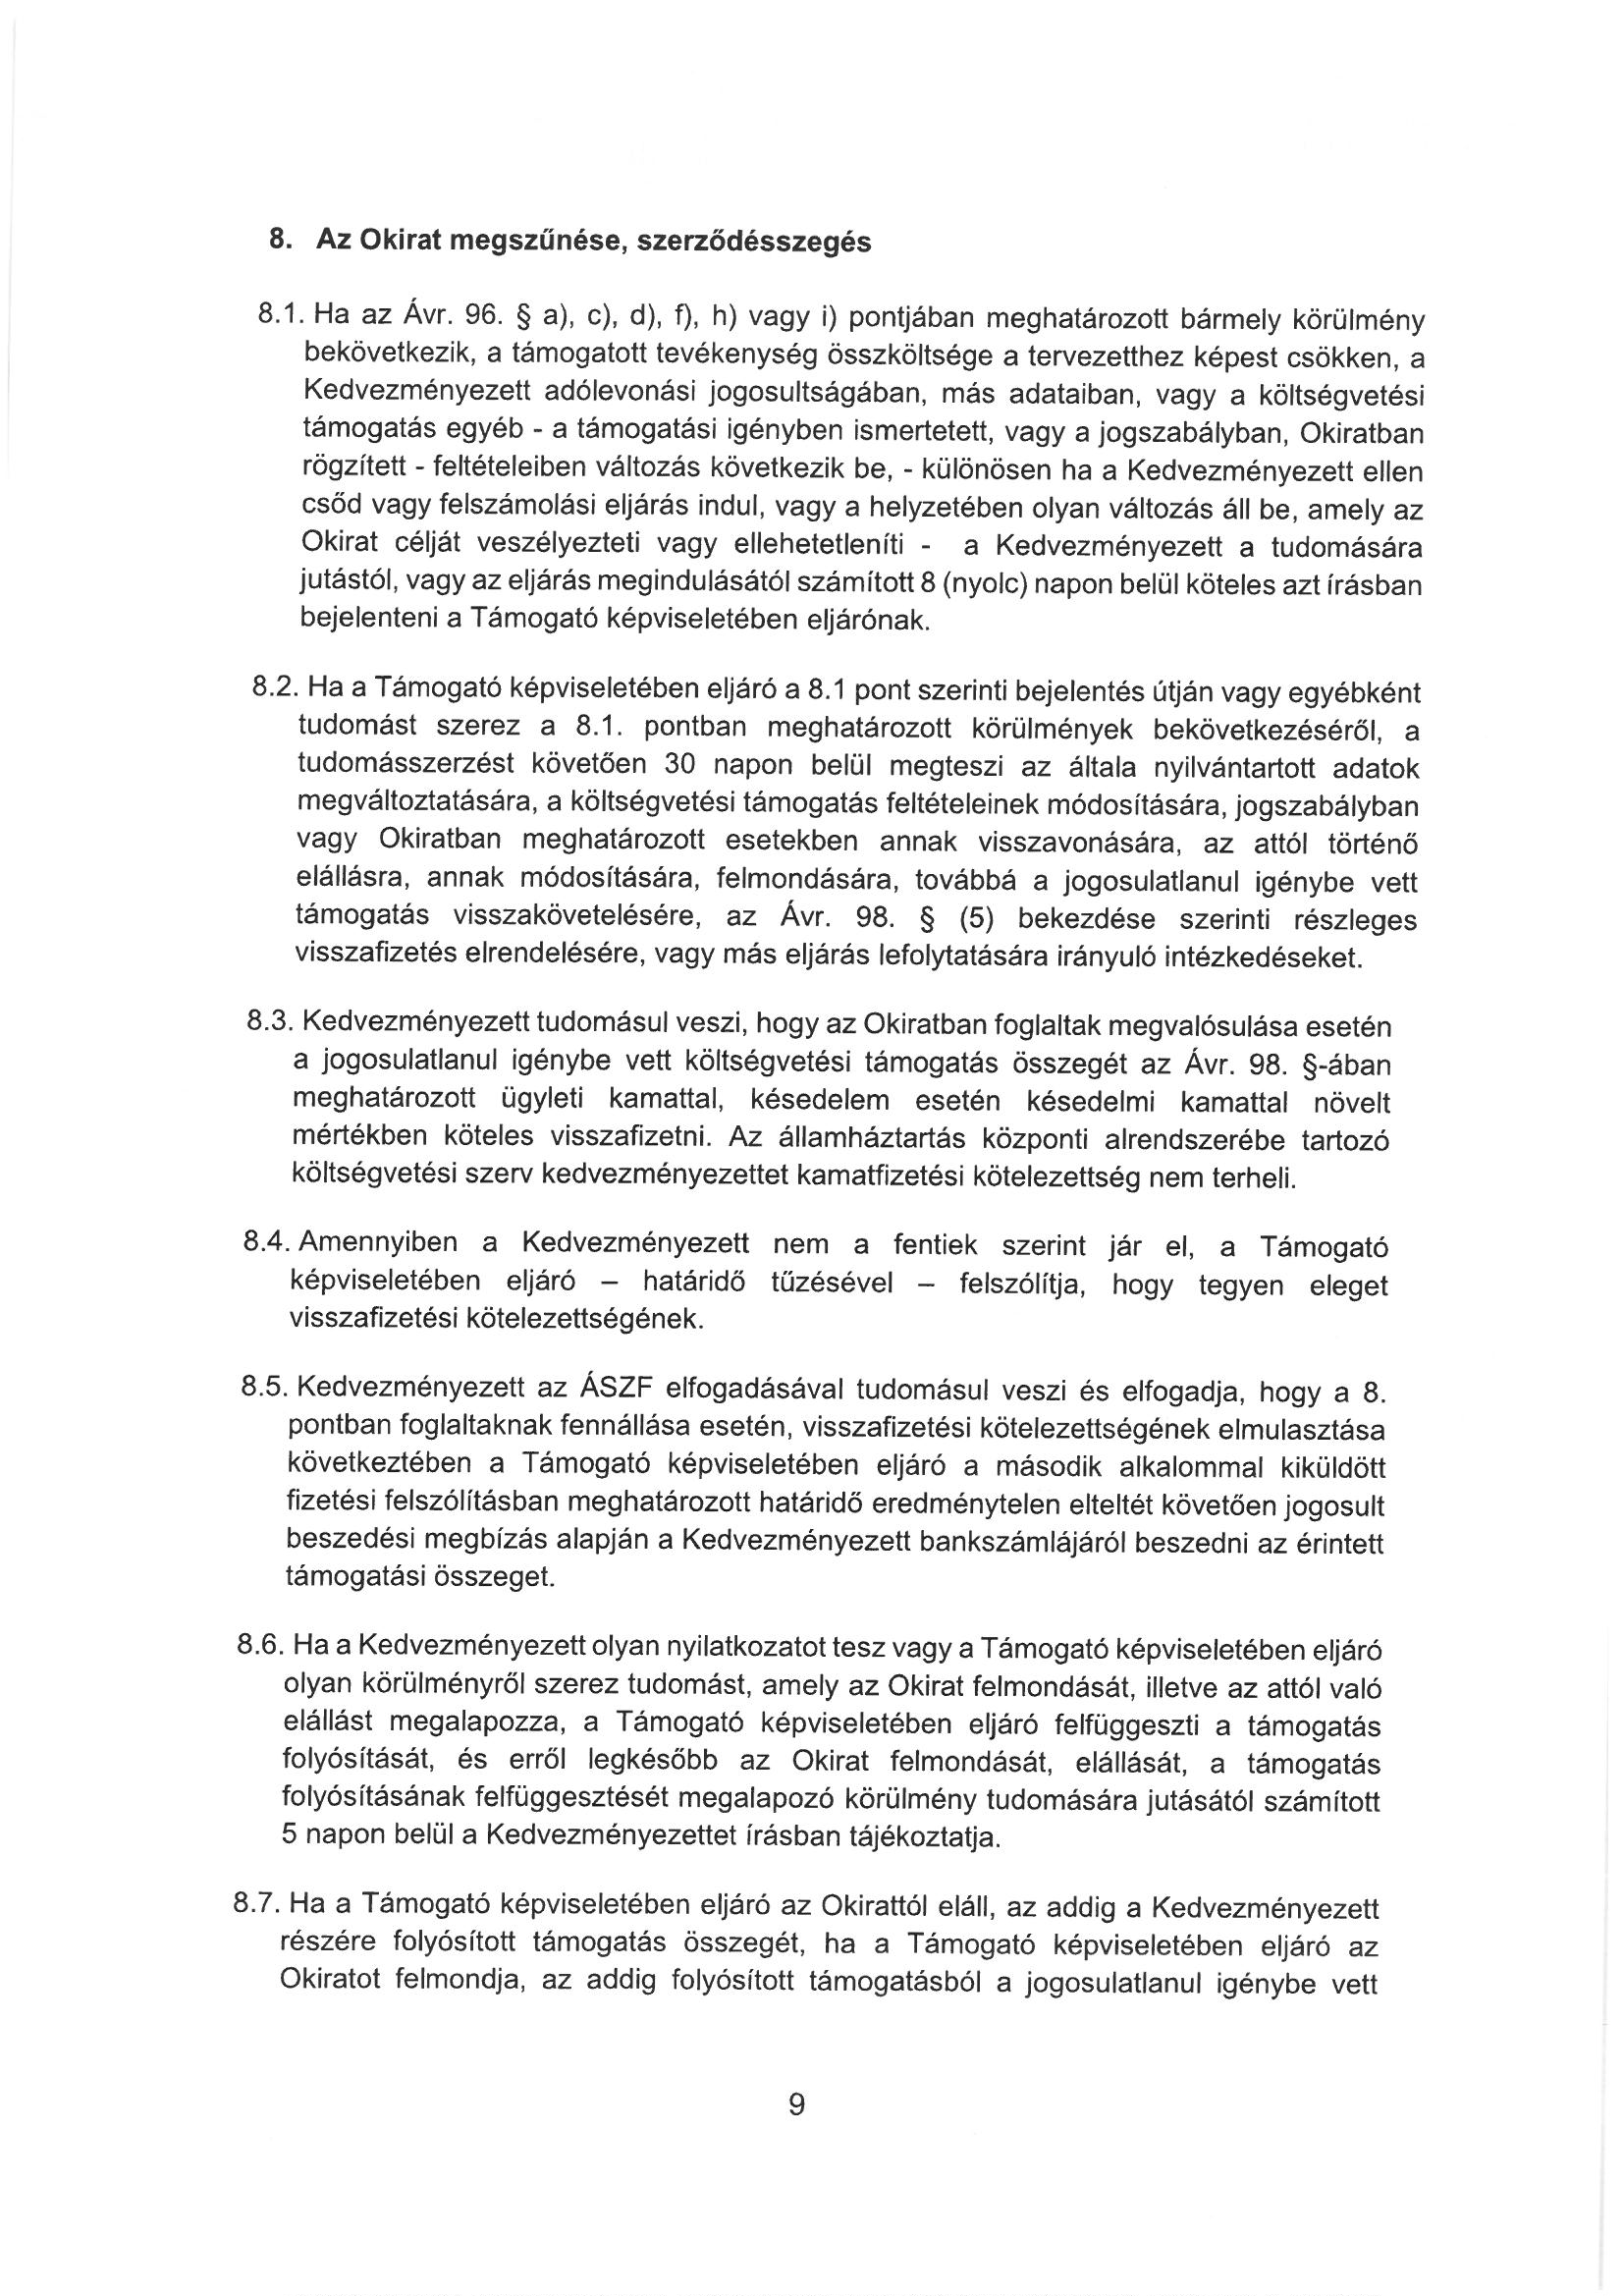 8. Az Okirat megszűnése, szerződésszegés
8.1. Ha az Ávr. 96. § a), c), d), f), h) vagy i) pontjában meghatározott bármely körülmény
bekövetkezik, a támogatott tevékenység összköltsége a tervezetthez képest csökken, a
Kedvezményezett adólevonási jogosultságában, más adataiban, vagy a költségvetési
támogatás egyéb - a támogatási igényben ismertetett, vagy a jogszabályban, Okiratban
rögzített - feltételeiben változás következik be, - különösen ha a Kedvezményezett ellen
csőd vagy felszámolási eljárás indul, vagy a helyzetében olyan változás áll be, amely az
Okirat célját veszélyezteti vagy ellehetetleníti - a Kedvezményezett a tudomására
jutástól, vagy az eljárás megindulásától számított 8 (nyolc) napon belül köteles azt írásban
bejelenteni a Támogató képviseletében eljárónak.
8.2. Ha a Támogató képviseletében eljáró a 8.1 pont szerinti bejelentés útján vagy egyébként
tudomást szerez a 8.1. pontban meghatározott körülmények bekövetkezéséről, a
tudomásszerzést követően 30 napon belül megteszi az általa nyilvántartott adatok
megváltoztatására, a költségvetési támogatás feltételeinek módosítására, jogszabályban
vagy Okiratban meghatározott esetekben annak visszavonására, az attól történő
elállásra, annak módosítására, felmondására, továbbá a jogosulatlanul igénybe vett
támogatás visszakövetelésére, az Ávr. 98. § (5) bekezdése szerinti részleges
visszafizetés elrendelésére, vagy más eljárás lefolytatására irányuló intézkedéseket.
8.3. Kedvezményezett tudomásul veszi, hogy az Okiratban foglaltak megvalósulása esetén
a jogosulatlanul igénybe vett költségvetési támogatás összegét az Ávr. 98. §-ában
meghatározott ügyleti kamattal, késedelem esetén késedelmi kamattal növelt
mértékben köteles visszafizetni. Az államháztartás központi alrendszerébe tartozó
költségvetési szerv kedvezményezettet kamatfizetési kötelezettség nem terheli.
8.4. Amennyiben a Kedvezményezett nem a fentiek szerint jár el, a Támogató
képviseletében eljáró – határidő tűzésével – felszólítja, hogy tegyen eleget
visszafizetési kötelezettségének.
8.5. Kedvezményezett az ÁSZF elfogadásával tudomásul veszi és elfogadja, hogy a 8.
pontban foglaltaknak fennállása esetén, visszafizetési kötelezettségének elmulasztása
következtében a Támogató képviseletében eljáró a második alkalommal kiküldött
fizetési felszólításban meghatározott határidő eredménytelen elteltét követően jogosult
beszedési megbízás alapján a Kedvezményezett bankszámlájáról beszedni az érintett
támogatási összeget.
8.6. Ha a Kedvezményezett olyan nyilatkozatot tesz vagy a Támogató képviseletében eljáró
olyan körülményről szerez tudomást, amely az Okirat felmondását, illetve az attól való
elállást megalapozza, a Támogató képviseletében eljáró felfüggeszti a támogatás
folyósítását, és erről legkésőbb az Okirat felmondását, elállását, a támogatás
folyósításának felfüggesztését megalapozó körülmény tudomására jutásától számított
5 napon belül a Kedvezményezettet írásban tájékoztatja.
8.7. Ha a Támogató képviseletében eljáró az Okirattól eláll, az addig a Kedvezményezett
részére folyósított támogatás összegét, ha a Támogató képviseletében eljáró az
Okiratot felmondja, az addig folyósított támogatásból a jogosulatlanul igénybe vett
9